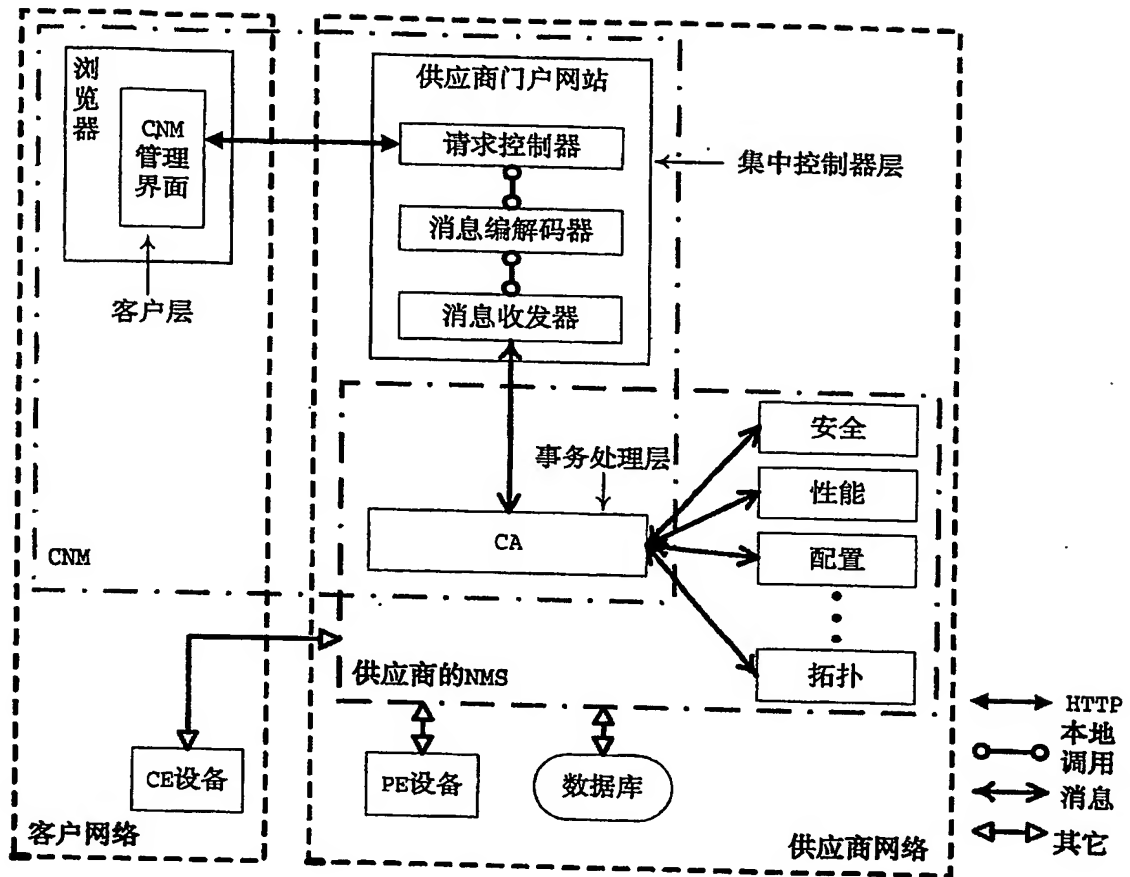 浏览器
CNM
管理
界面
客户层
供应商门户网站
请求控制器
消息编解码器
消息收发器
集中控制器层
事务处理层
CA
安全
性能
配置
拓扑
CNM
供应商的NMS
CE设备
PE设备
数据库
客户网络
供应商网络
HTTP
本地
调用
消息
其它